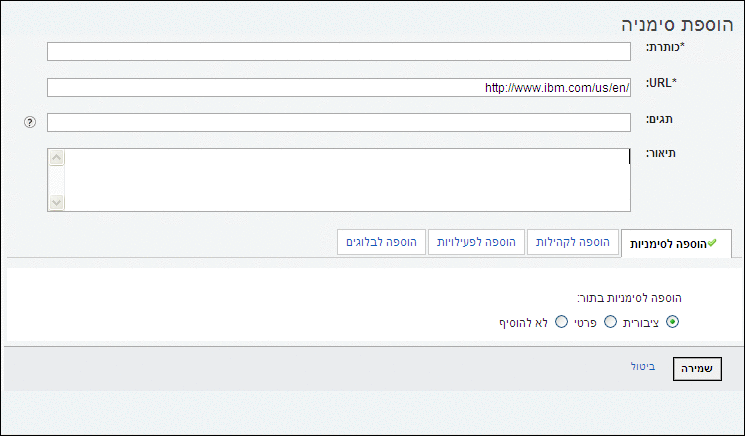 הוספת סימניה
*כותרת:
*URL:
http://www.ibm.com/us/en/
תגים:
?
תיאור:
הוספה לסימניות הוספה לקהילות הוספה לפעילויות הוספה לבלוגים
הוספה לסימניות בתור:
ציבורית פרטי לא להוסיף
שמירה ביטול